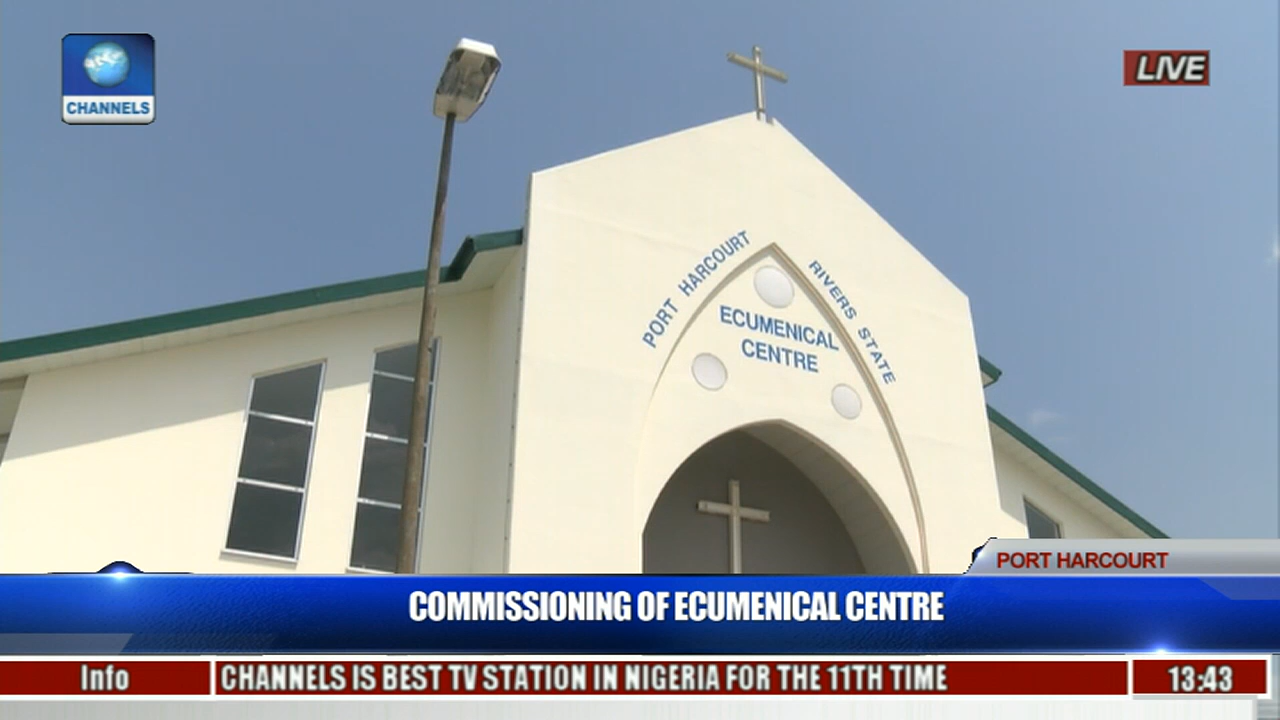 CHANNELS
LIVE
PORT HARCOURT
RIVERS STATE
ECUMENICAL
CENTRE
PORT HARCOURT
COMMISSIONING OF ECUMENICAL CENTRE
Info
CHANNELS IS BEST TV STATION IN NIGERIA FOR THE 11TH TIME
13:43